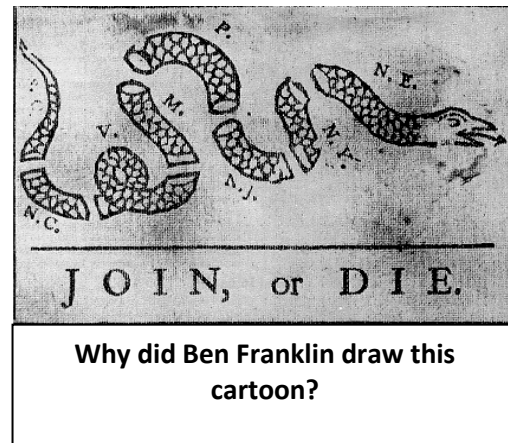 P.
N. E.
S. C.
M.
V.
N. Y.
N. J.
N. C.
JOIN, or DIE.
Why did Ben Franklin draw this
cartoon?